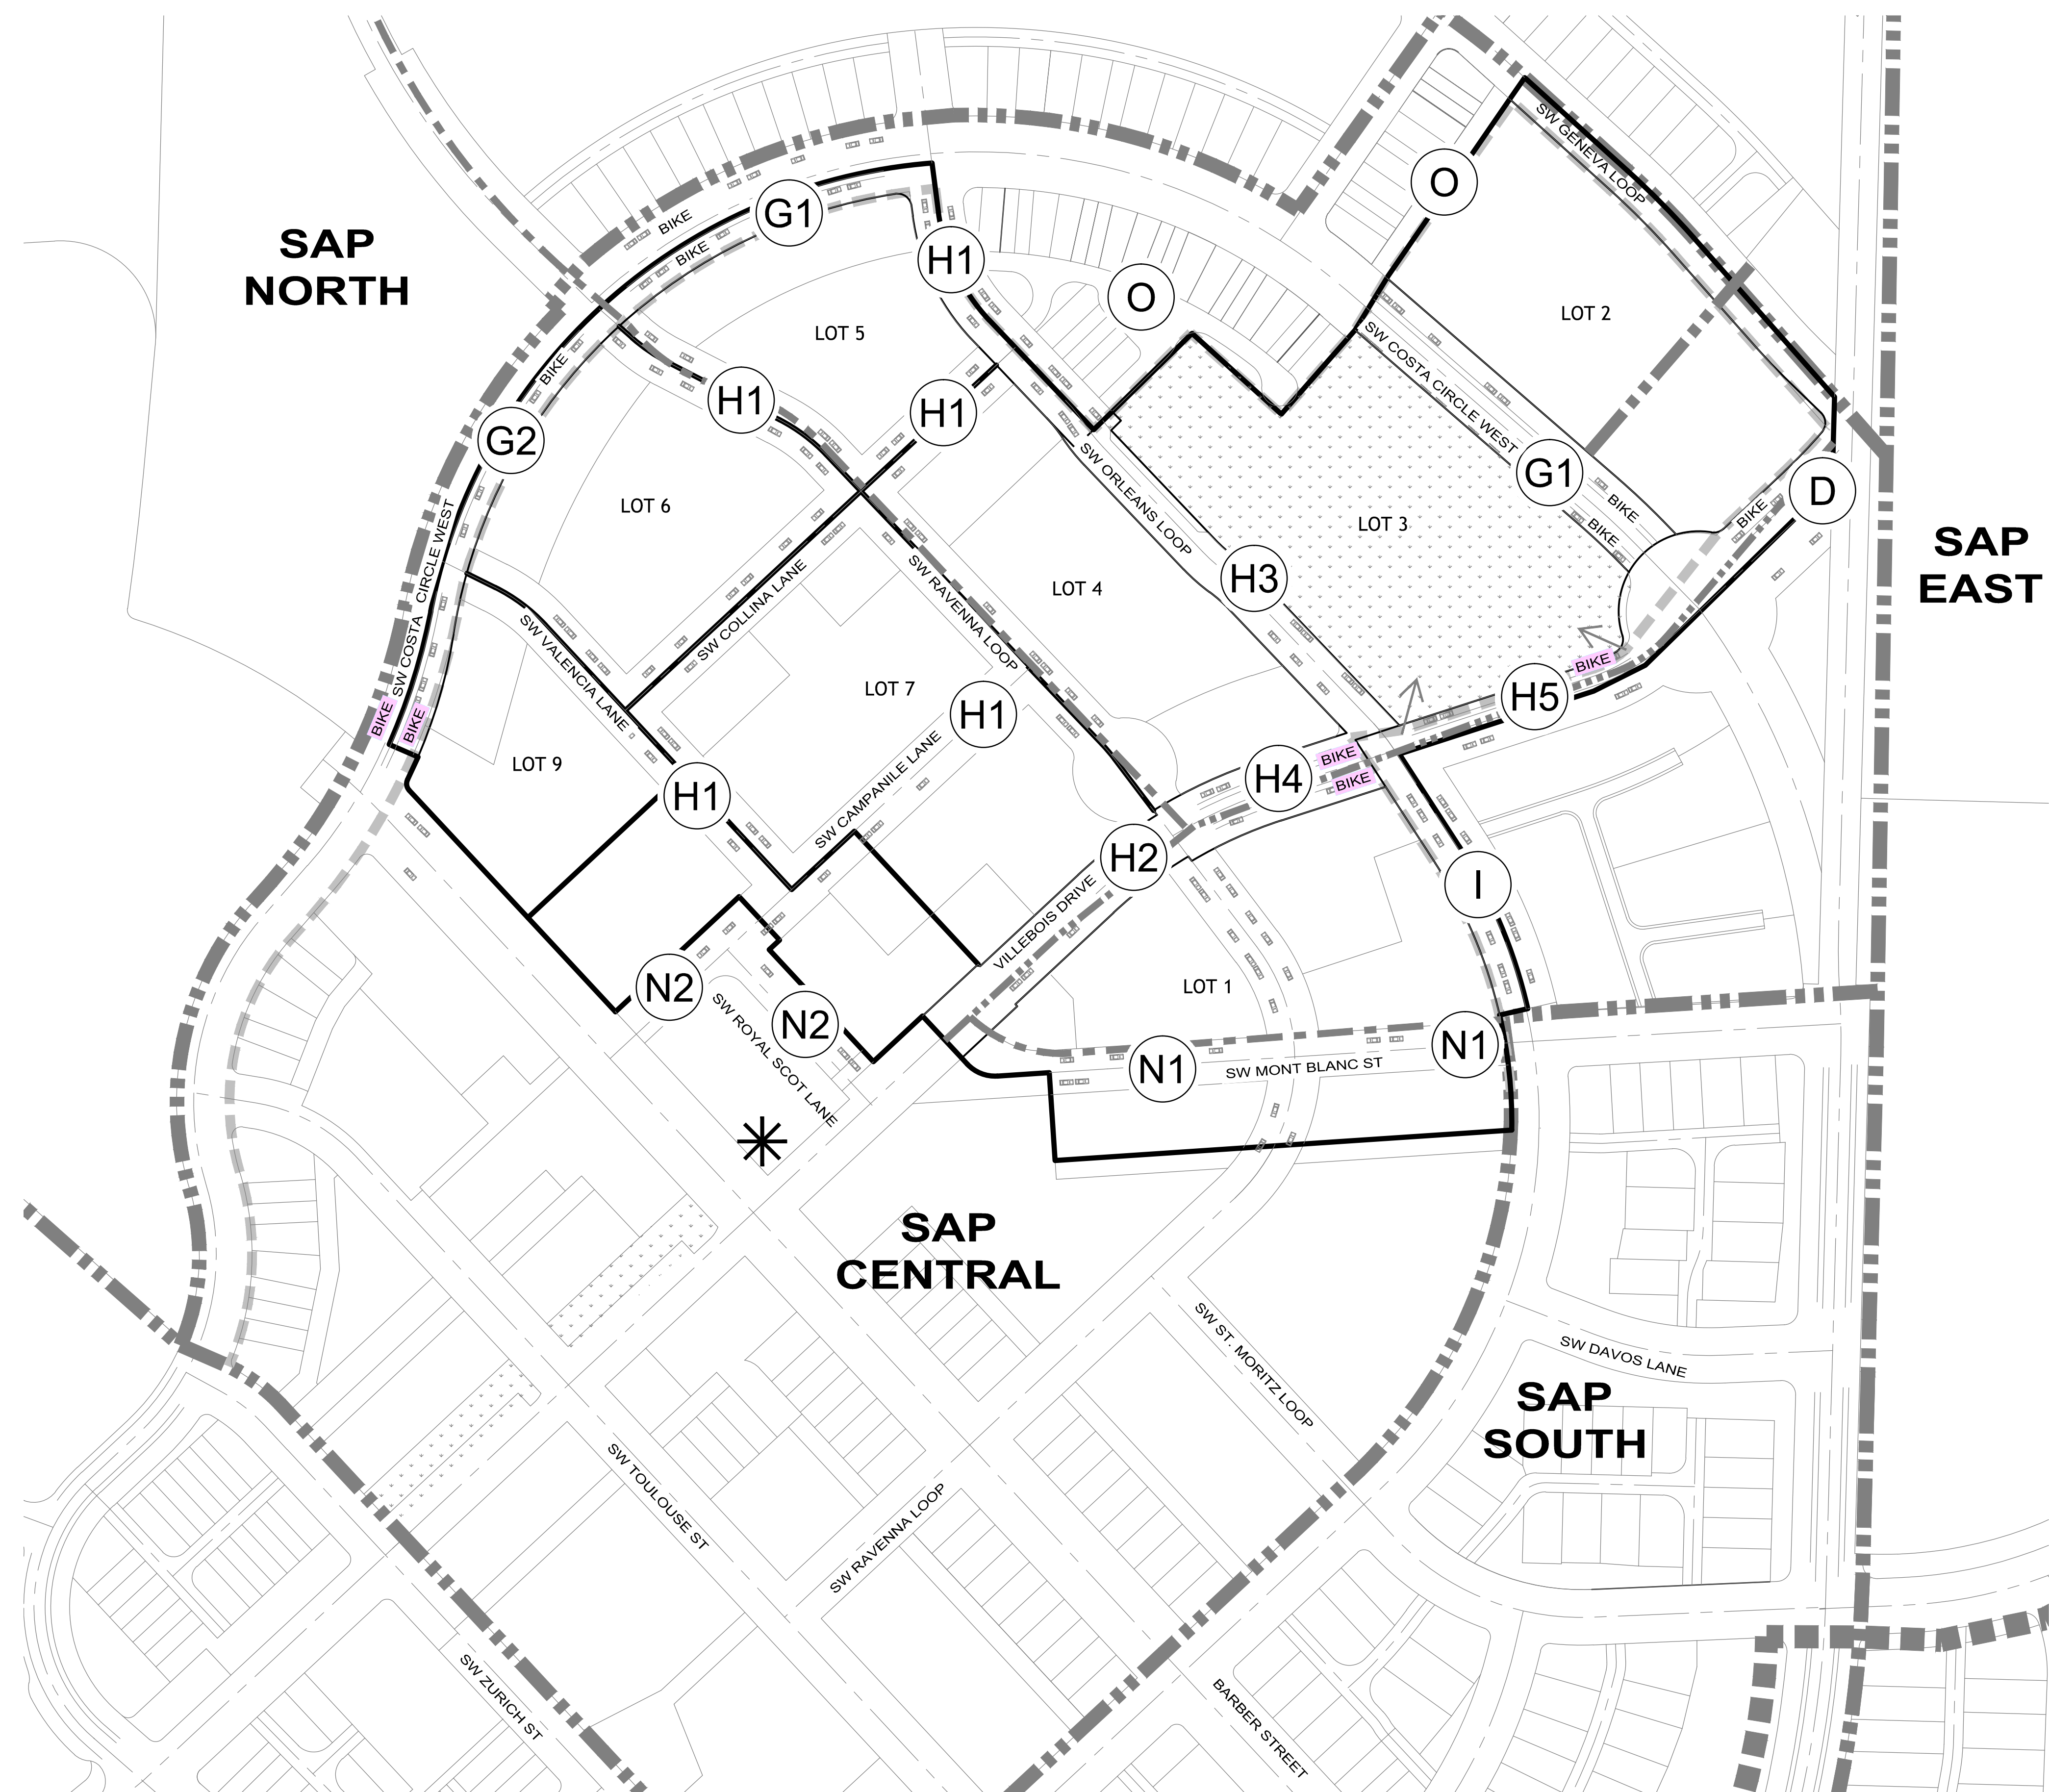 SW GENEVA LOOP
O
G1
BIKE
BIKE
SAP
NORTH
H1
O
LOT 2
LOT 5
SW COSTA CIRCLE WEST
BIKE
H1
H1
G2
G1
D
BIKE
BIKE
BIKE
LOT 6
LOT 3
SW ORLEANS LOOP
SAP
EAST
SW COSTA CIRCLE WEST
SW COLLINA LANE
SW RAVENNA LOOP
H3
LOT 4
SW VALENCIA LANE
BIKE
LOT 7
H5
H1
BIKE
BIKE
BIKE
BIKE
H4
LOT 9
H1
SW CAMPANILE LANE
H2
I
VILLEBOIS DRIVE
N2
LOT 1
N2
SW ROYAL SCOT LANE
N1
N1
SW MONT BLANC ST
SAP
CENTRAL
SW ST. MORITZ LOOP
SW DAVOS LANE
SAP
SOUTH
SW TOULOUSE ST
SW RAVENNA LOOP
SW ZURICH ST
BARBER STREET